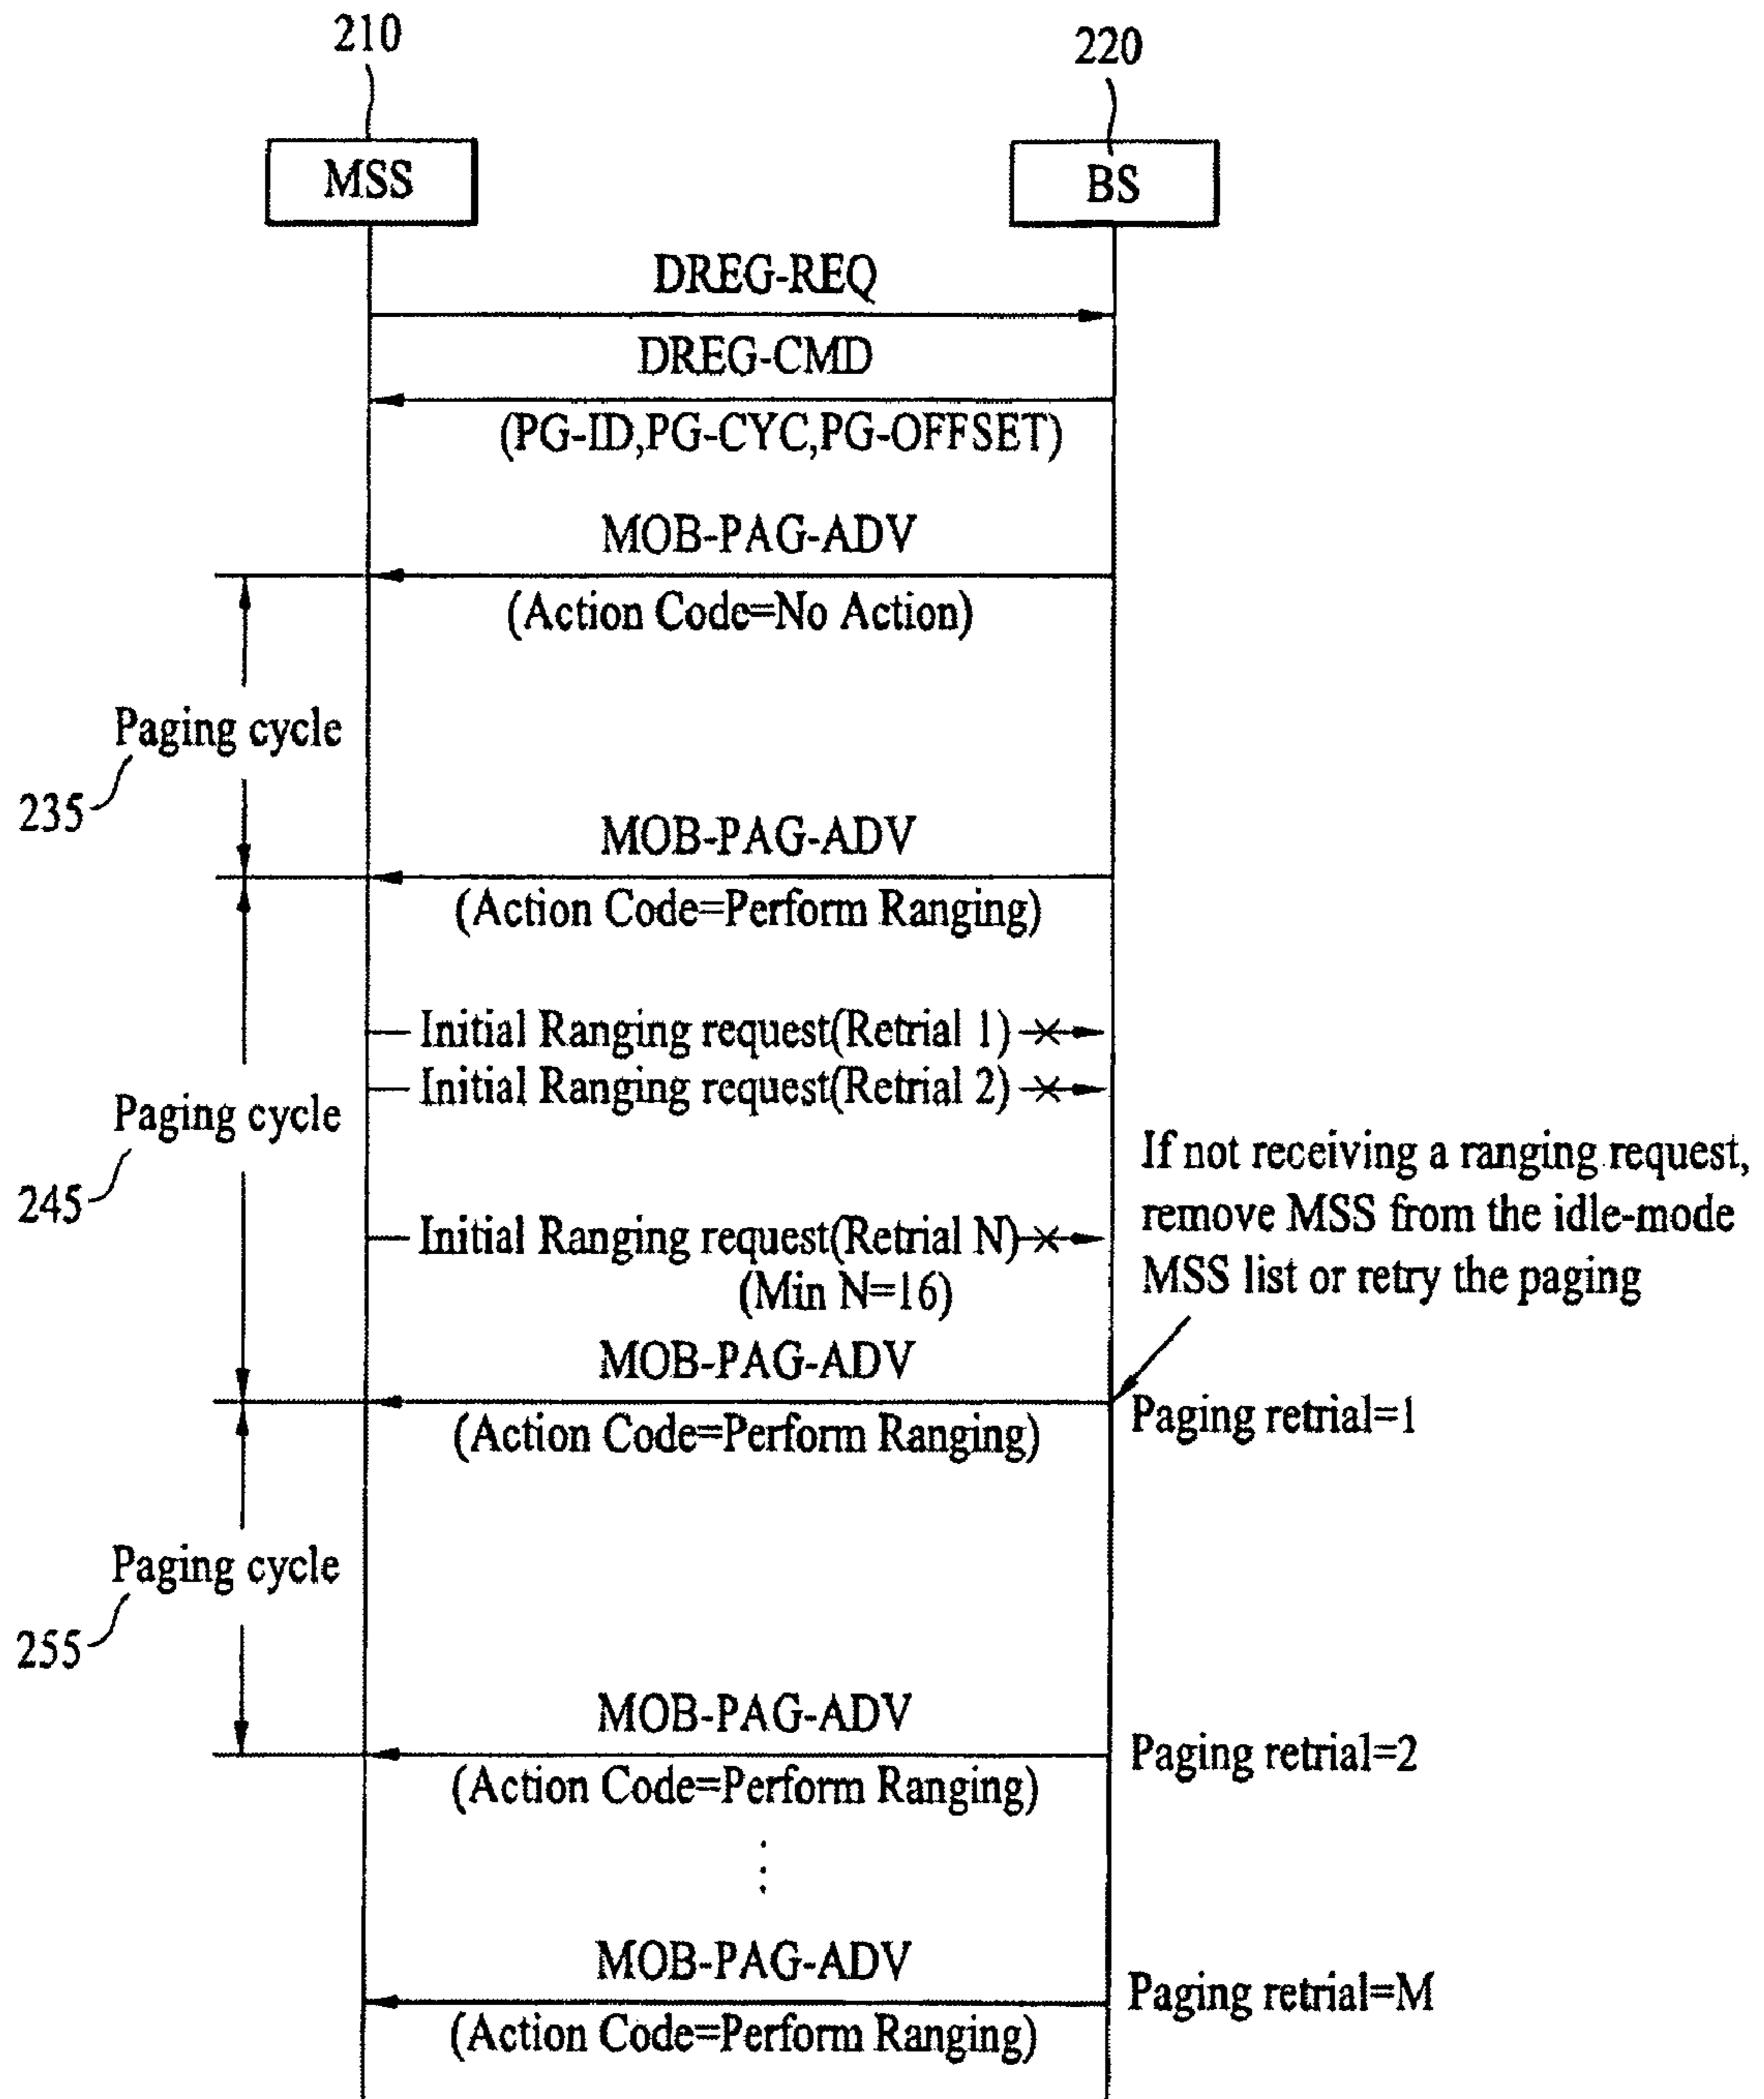 210
220
MSS
BS
DREG-REQ
DREG-CMD
(PG-ID,PG-CYC,PG-OFFSET)
MOB-PAG-ADV
(Action Code=No Action)
Paging cycle
235
MOB-PAG-ADV
(Action Code=Perform Ranging)
Initial Ranging request(Retrial 1)
Initial Ranging request(Retrial 2)
Paging cycle
245
If not receiving a ranging request,
remove MSS from the idle-mode
MSS list or retry the paging
Initial Ranging request(Retrial N)
(Min N=16)
MOB-PAG-ADV
(Action Code=Perform Ranging)
Paging retrial=1
Paging cycle
255
MOB-PAG-ADV
(Action Code=Perform Ranging)
Paging retrial=2
MOB-PAG-ADV
(Action Code=Perform Ranging)
Paging retrial=M